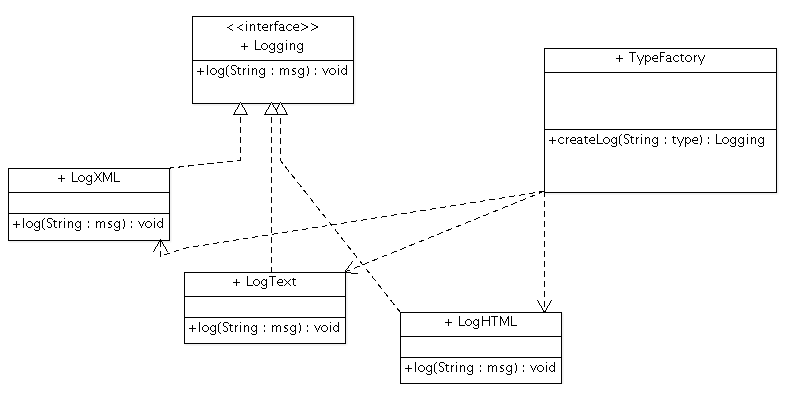 <<interface>>
+ Logging
+log(String : msg) : void
+ TypeFactory
+createLog(String : type) : Logging
+ LogXML
+log(String : msg) : void
+ LogText
+log(String : msg) : void
+ LogHTML
+log(String : msg) : void